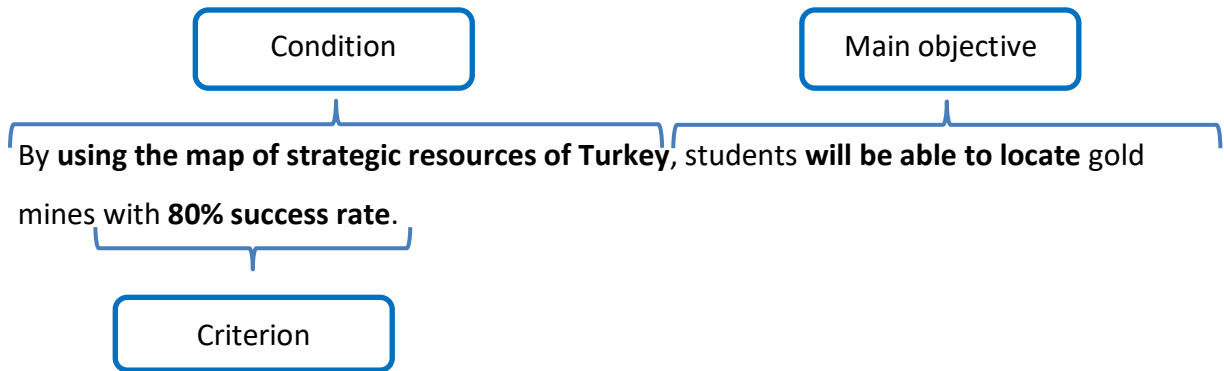 Condition
Main objective
By using the map of strategic resources of Turkey, students will be able to locate gold
mines with 80% success rate.
Criterion